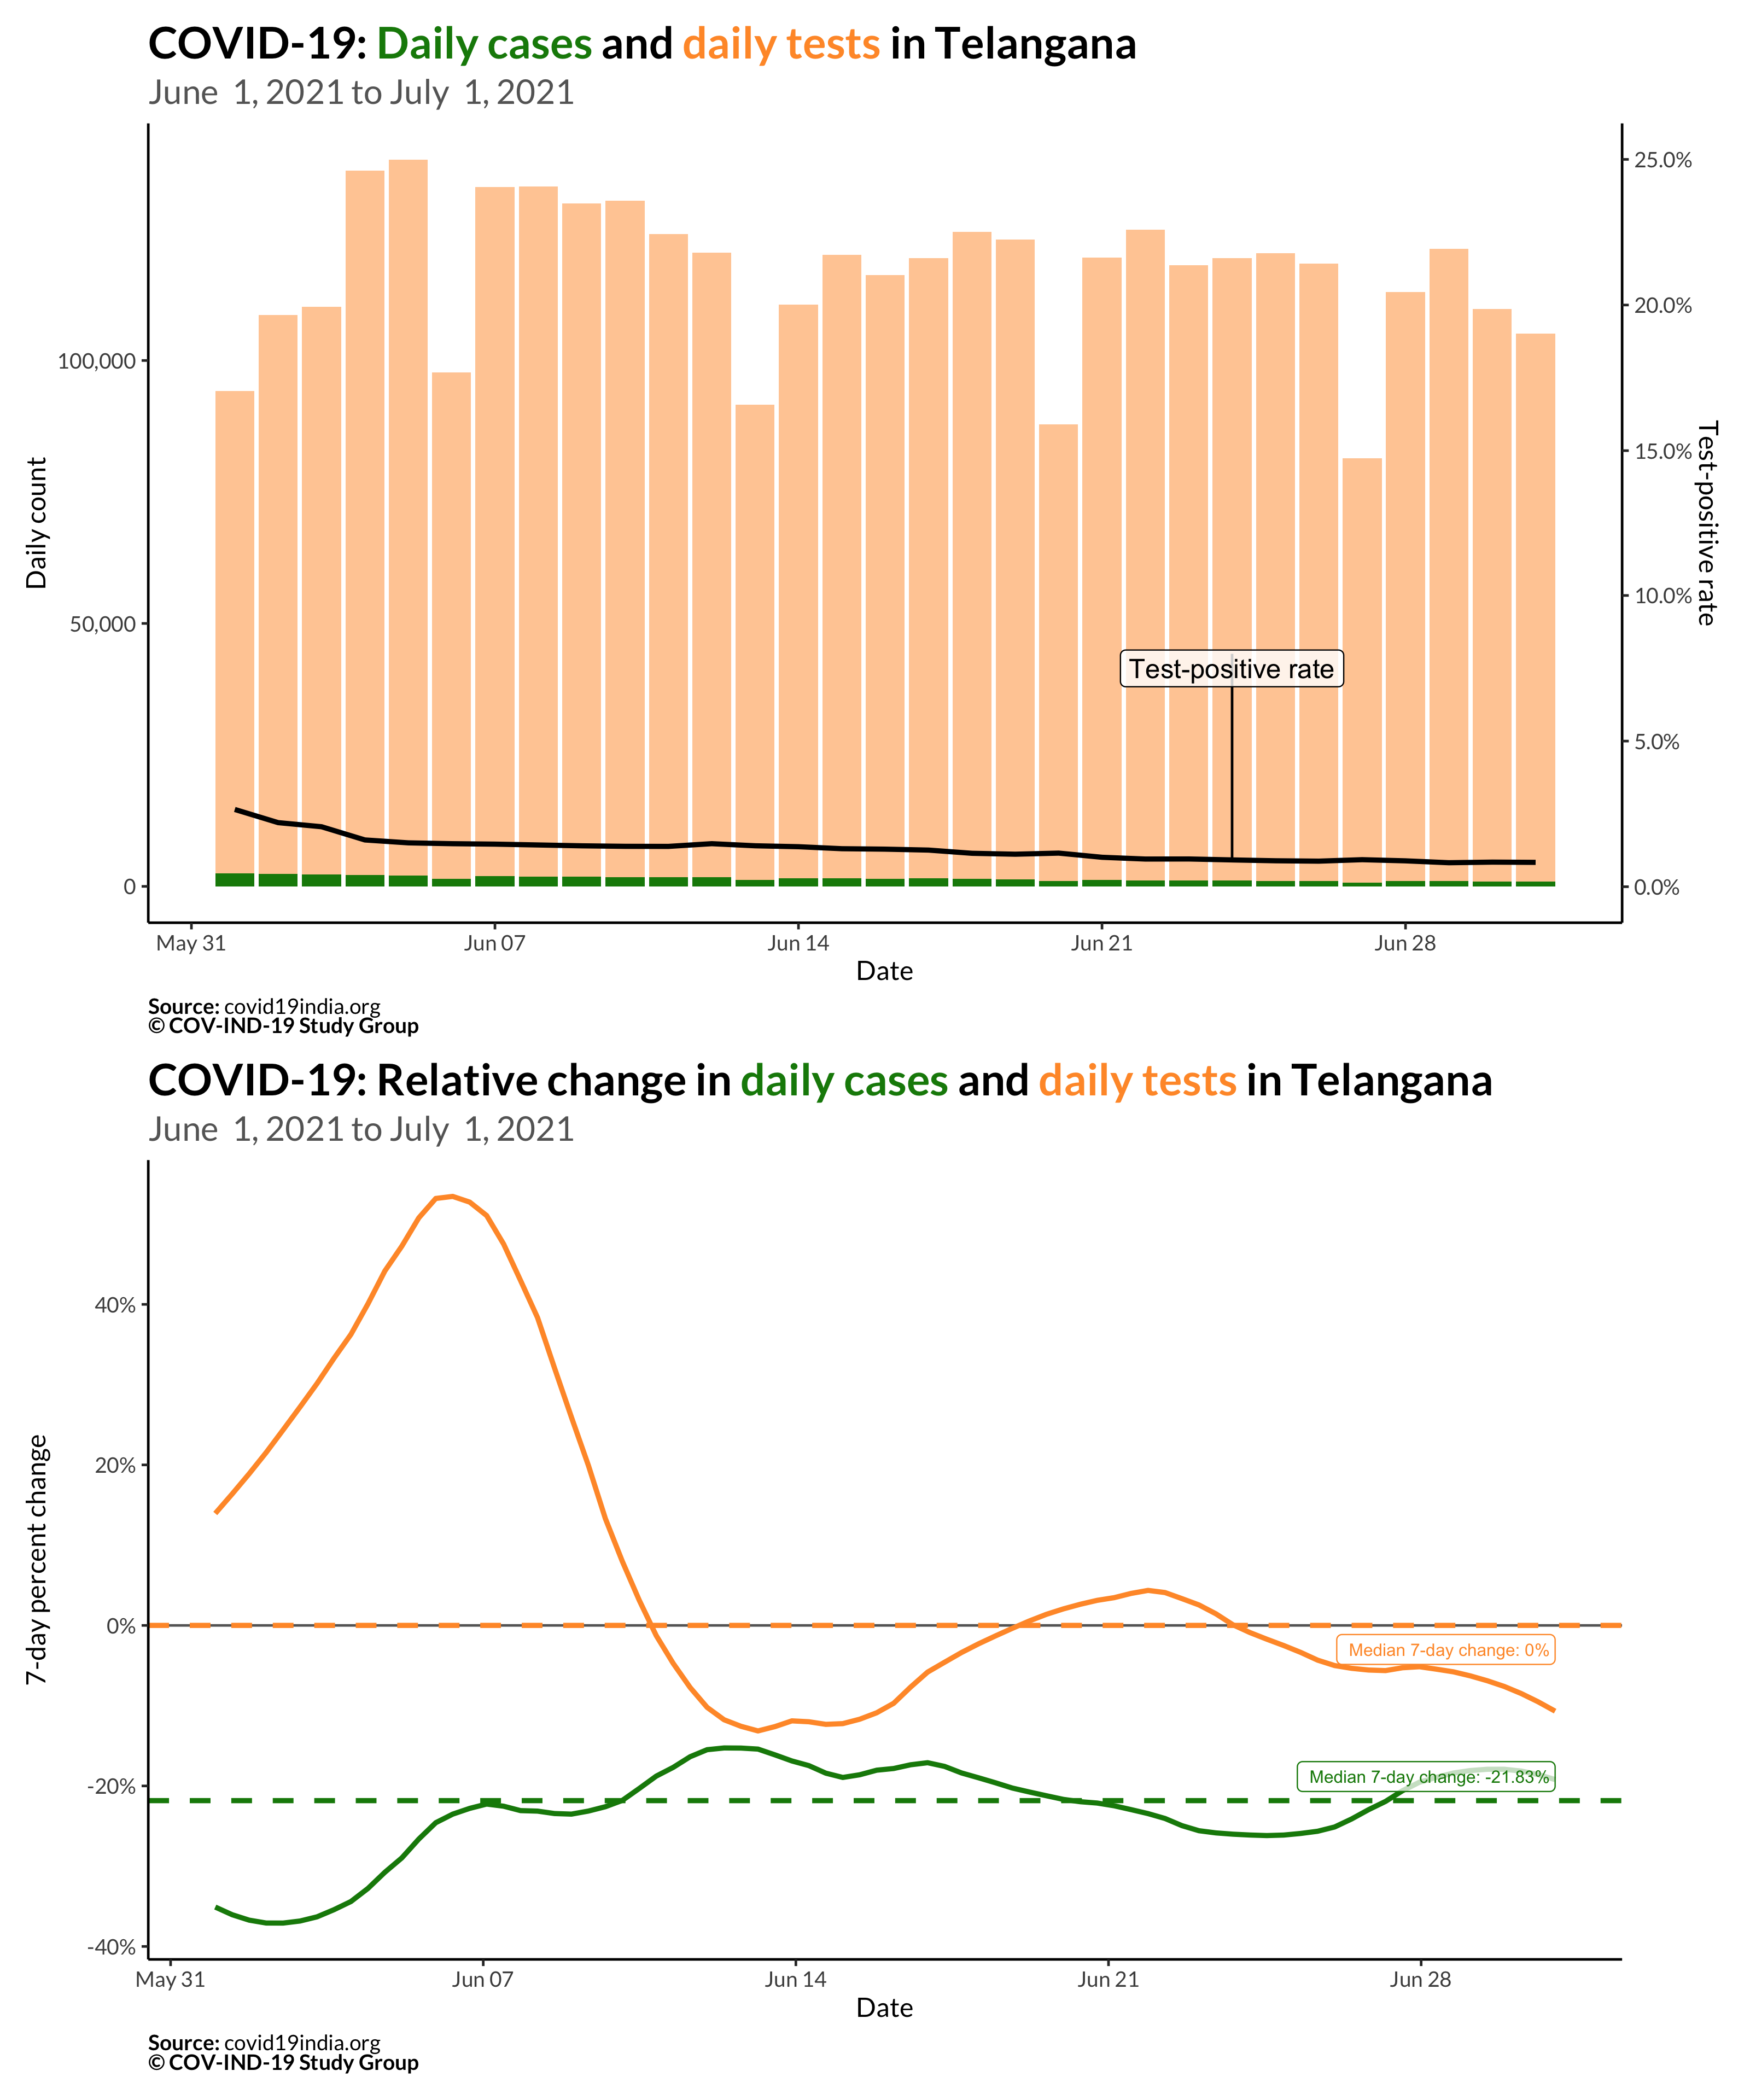 COVID-19: Daily cases and daily tests in Telangana
June 1, 2021 to July 1, 2021
Daily count
100,000
50,000
0
25.0%
20.0%
15.0%
10.0%
5.0%
0.0%
Test-positive rate
Test-positive rate
May 31
Jun 07
Jun 14
Jun 21
Jun 28
Date
Source: covid19india.org
© COV-IND-19 Study Group
COVID-19: Relative change in daily cases and daily tests in Telangana
June 1, 2021 to July 1, 2021
7-day percent change
40%
20%
0%
-20%
-40%
Median 7-day change: 0%
Median 7-day change: -21.83%
May 31
Jun 07
Jun 14
Jun 21
Jun 28
Date
Source: covid19india.org
© COV-IND-19 Study Group